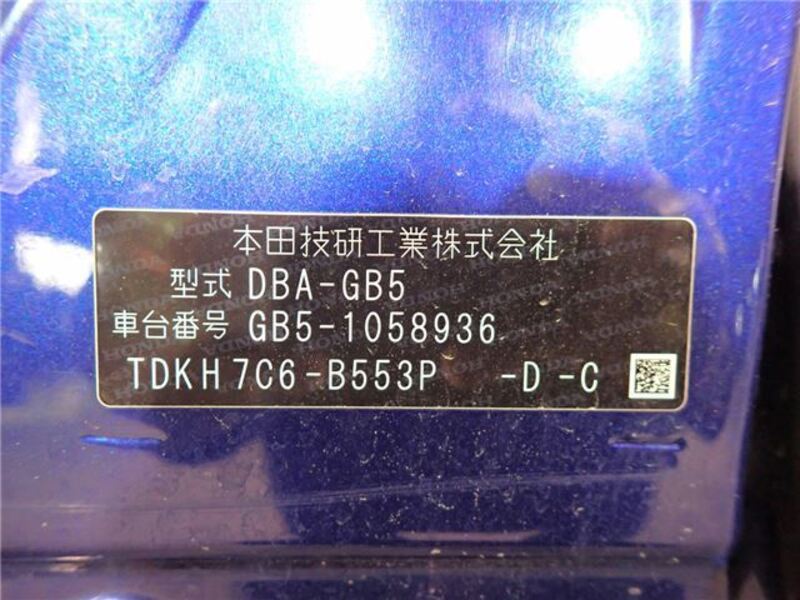 本田技研工業株式会社
型式 DBA-GB5
車台番号 GB5-1058936
TDKH7C6-B553P -D -C